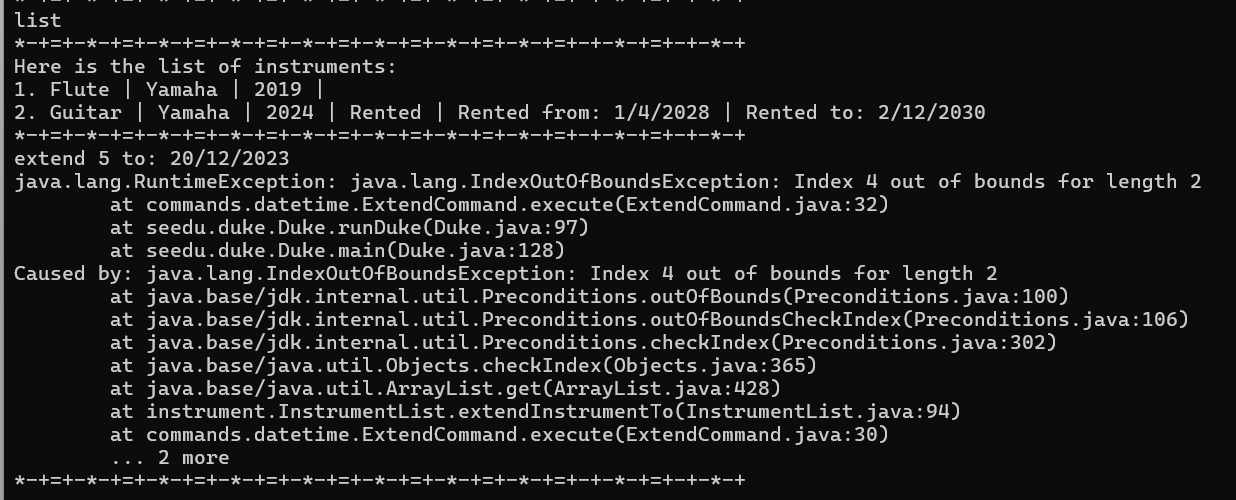 list
*-+=+-*-+=+-*-+=+-*-+=+-*-+=+-*-+=+-*-+=+-*-+=+-*-+=+-*-+=+-*
Here is the list of instruments:
1. Flute | Yamaha | 2019 |
2. Guitar | Yamaha | 2024 | Rented | Rented from: 1/4/2028 | Rented to: 2/12/2030
*-+=+-*-+=+-*-+=+-*-+=+-*-+=+-*-+=+-*-+=+-*-+=+-*-+=+-*-+=+-*
extend 5 to: 20/12/2023
java.lang.RuntimeException: java.lang.IndexOutOfBoundsException: Index 4 out of bounds for length 2
        at commands.datetime.ExtendCommand.execute(ExtendCommand.java:32)
        at seedu.duke.Duke.runDuke(Duke.java:97)
        at seedu.duke.Duke.main(Duke.java:128)
Caused by: java.lang.IndexOutOfBoundsException: Index 4 out of bounds for length 2
        at java.base/jdk.internal.util.Preconditions.outOfBounds(Preconditions.java:100)
        at java.base/jdk.internal.util.Preconditions.outOfBoundsCheckIndex(Preconditions.java:106)
        at java.base/jdk.internal.util.Preconditions.checkIndex(Preconditions.java:302)
        at java.base/java.util.Objects.checkIndex(Objects.java:365)
        at java.base/java.util.ArrayList.get(ArrayList.java:428)
        at instrument.InstrumentList.extendInstrumentTo(InstrumentList.java:94)
        at commands.datetime.ExtendCommand.execute(ExtendCommand.java:30)
        ... 2 more
*-+=+-*-+=+-*-+=+-*-+=+-*-+=+-*-+=+-*-+=+-*-+=+-*-+=+-*-+=+-*